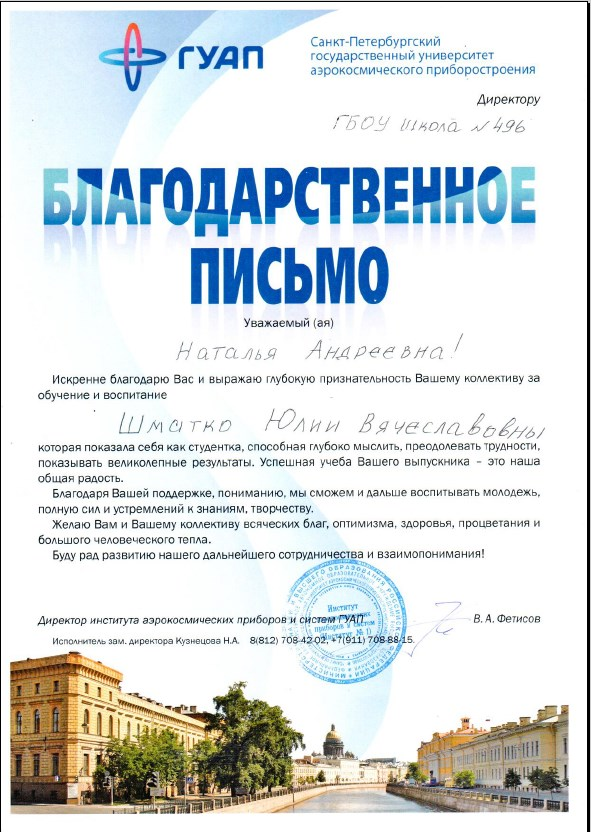 ГУАП
Санкт-Петербургский
государственный университет
аэрокосмического приборостроения
Директору
ГБОУ школа №496
БЛАГОДАРСТВЕННОЕ
ПИСЬМО
Уважаемый (ая)
Наталья Андреевна!
Искренне благодарю Вас и выражаю глубокую признательность Вашему коллективу за
обучение и воспитание
Шматко Юлии Вячеславовны
которая показала себя как студентка, способная глубоко мыслить, преодолевать трудности,
показывать великолепные результаты. Успешная учеба Вашего выпускника – это наша
общая радость.
Благодаря Вашей поддержке, пониманию, мы сможем и дальше воспитывать молодежь,
полную сил и устремлений к знаниям, творчеству.
Желаю Вам и Вашему коллективу всяческих благ, оптимизма, здоровья, процветания и
большого человеческого тепла.
Буду рад развитию нашего дальнейшего сотрудничества и взаимопонимания!
Институт
приборов и систем
(Институт № 1)
Директор института аэрокосмических приборов и систем ГУАП В. А. Фетисов
Исполнитель зам. директора Кузнецова Н.А. 8(812) 708-42-02, +7(911) 708-88-15.